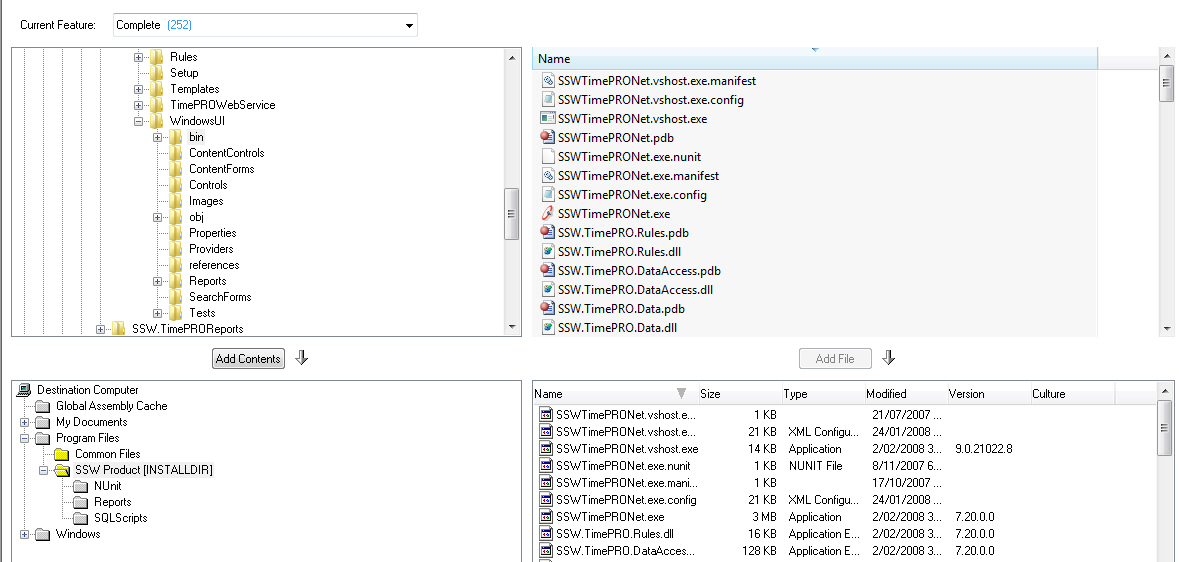 Current Feature: Complete (252)
Rules
Setup
Templates
TimePROWebService
WindowsUI
bin
ContentControls
ContentForms
Controls
Images
obj
Properties
Providers
references
Reports
SearchForms
Tests
SSW.TimePROReports
Name
SSWTimePRONet.vshost.exe.manifest
SSWTimePRONet.vshost.exe.config
SSWTimePRONet.vshost.exe
SSWTimePRONet.pdb
SSWTimePRONet.exe.nunit
SSWTimePRONet.exe.manifest
SSWTimePRONet.exe.config
SSWTimePRONet.exe
SSW.TimePRO.Rules.pdb
SSW.TimePRO.Rules.dll
SSW.TimePRO.DataAccess.pdb
SSW.TimePRO.DataAccess.dll
SSW.TimePRO.Data.pdb
SSW.TimePRO.Data.dll
Add Contents
Add File
Destination Computer
Global Assembly Cache
My Documents
Program Files
Common Files
SSW Product [INSTALLDIR]
NUnit
Reports
SQLScripts
Windows
Name Size Type Modified Version Culture
SSWTimePRONet.vshost.e... 1 KB 21/07/2007 ...
SSWTimePRONet.vshost.e... 21 KB XML Configu... 24/01/2008 ...
SSWTimePRONet.vshost.exe 14 KB Application 2/02/2008 3... 9.0.21022.8
SSWTimePRONet.exe.nunit 1 KB NUNIT File 8/11/2007 6...
SSWTimePRONet.exe.mani... 1 KB 17/10/2007 ...
SSWTimePRONet.exe.config 21 KB XML Configu... 24/01/2008 ...
SSWTimePRONet.exe 3 MB Application 2/02/2008 3... 7.20.0.0
SSW.TimePRO.Rules.dll 16 KB Application E... 2/02/2008 3... 7.20.0.0
SSW.TimePRO.DataAcces... 128 KB Application E... 2/02/2008 3... 7.20.0.0